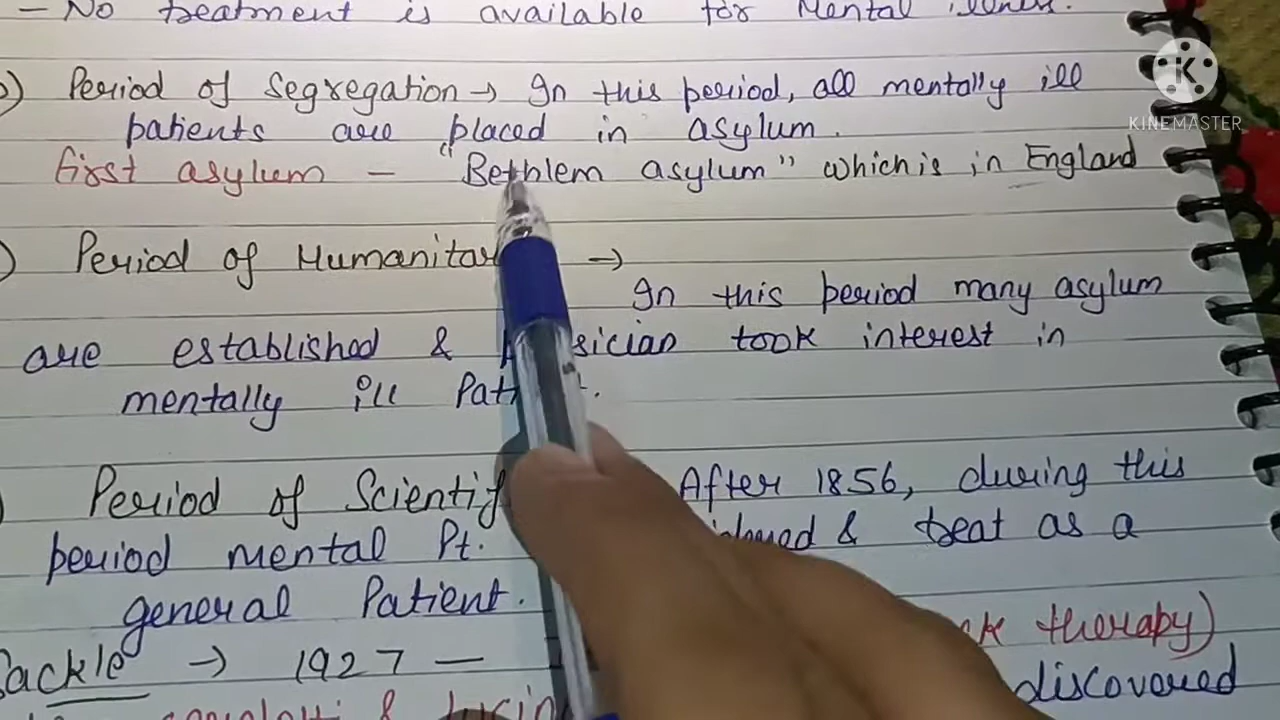 - No treatment is available for Mental illness.
b) Period of Segregation → In this period, all mentally ill
patients are placed in asylum.
first asylum - "Bethlem asylum" which is in England
) Period of Humanitar →
In this period many asylum
are established & sician took interest in
mentally ill Pati .
) Period of Scientif After 1856, during this
period mental Pt. & treat as a
general Patient.
Sackle → 1927 — therapy)
discovered
&
KINEMASTER